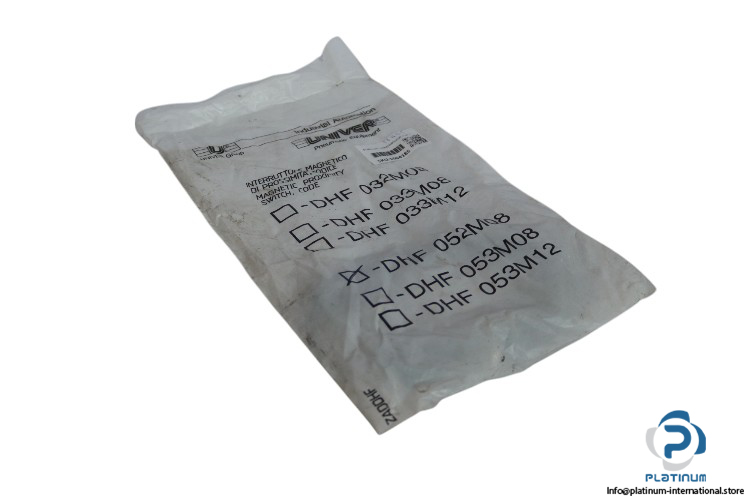 Industrial Automation
U
UNIVER
INTERRUTTORE MAGNETICO
DI PROSSIMITA', CODICE
MAGNETIC PROXIMITY
SWITCH, CODE
-DHF 032M08
-DHF 033M08
-DHF 033M12
-DHF 052M08
-DHF 053M08
-DHF 053M12
ZADDHF
P
PLATINUM
Info@platinum-international.store